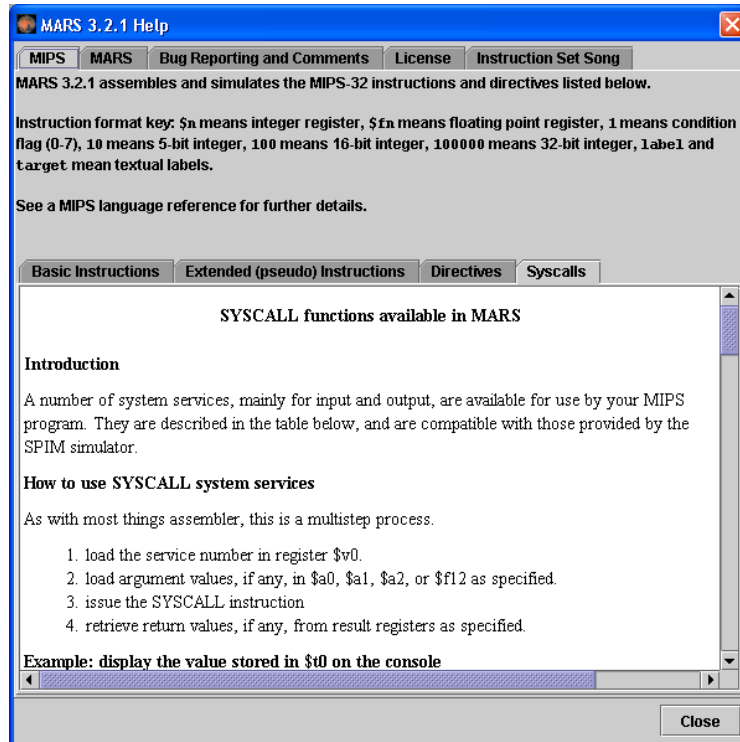 MARS 3.2.1 Help
MIPS MARS Bug Reporting and Comments License Instruction Set Song
MARS 3.2.1 assembles and simulates the MIPS-32 instructions and directives listed below.
Instruction format key: $n means integer register, $fn means floating point register, 1 means condition
flag (0-7), 10 means 5-bit integer, 100 means 16-bit integer, 100000 means 32-bit integer, label and
target mean textual labels.
See a MIPS language reference for further details.
Basic Instructions Extended (pseudo) Instructions Directives Syscalls
SYSCALL functions available in MARS
Introduction
A number of system services, mainly for input and output, are available for use by your MIPS
program. They are described in the table below, and are compatible with those provided by the
SPIM simulator.
How to use SYSCALL system services
As with most things assembler, this is a multistep process.
1. load the service number in register $v0.
2. load argument values, if any, in $a0, $a1, $a2, or $f12 as specified.
3. issue the SYSCALL instruction
4. retrieve return values, if any, from result registers as specified.
Example: display the value stored in $t0 on the console
Close